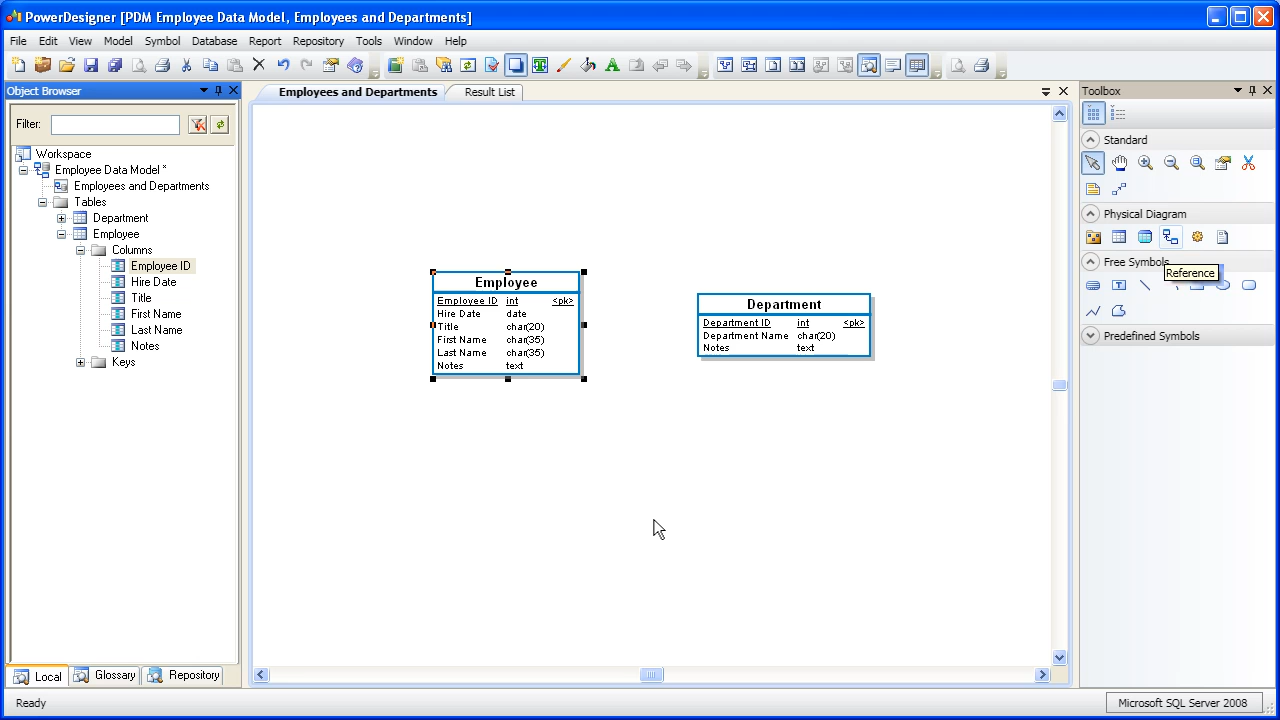 PowerDesigner [PDM Employee Data Model, Employees and Departments]
File Edit View Model Symbol Database Report Repository Tools Window Help
Object Browser
Employees and Departments Result List
Toolbox
Filter:
Workspace
Employee Data Model *
Employees and Departments
Tables
Department
Employee
Columns
Employee ID
Hire Date
Title
First Name
Last Name
Notes
Keys
Employee
Employee ID int <pk>
Hire Date date
Title char(20)
First Name char(35)
Last Name char(35)
Notes text
Department
Department ID int <pk>
Department Name char(20)
Notes text
Standard
Physical Diagram
Free Symbols
Reference
Predefined Symbols
Local Glossary Repository
Ready
Microsoft SQL Server 2008